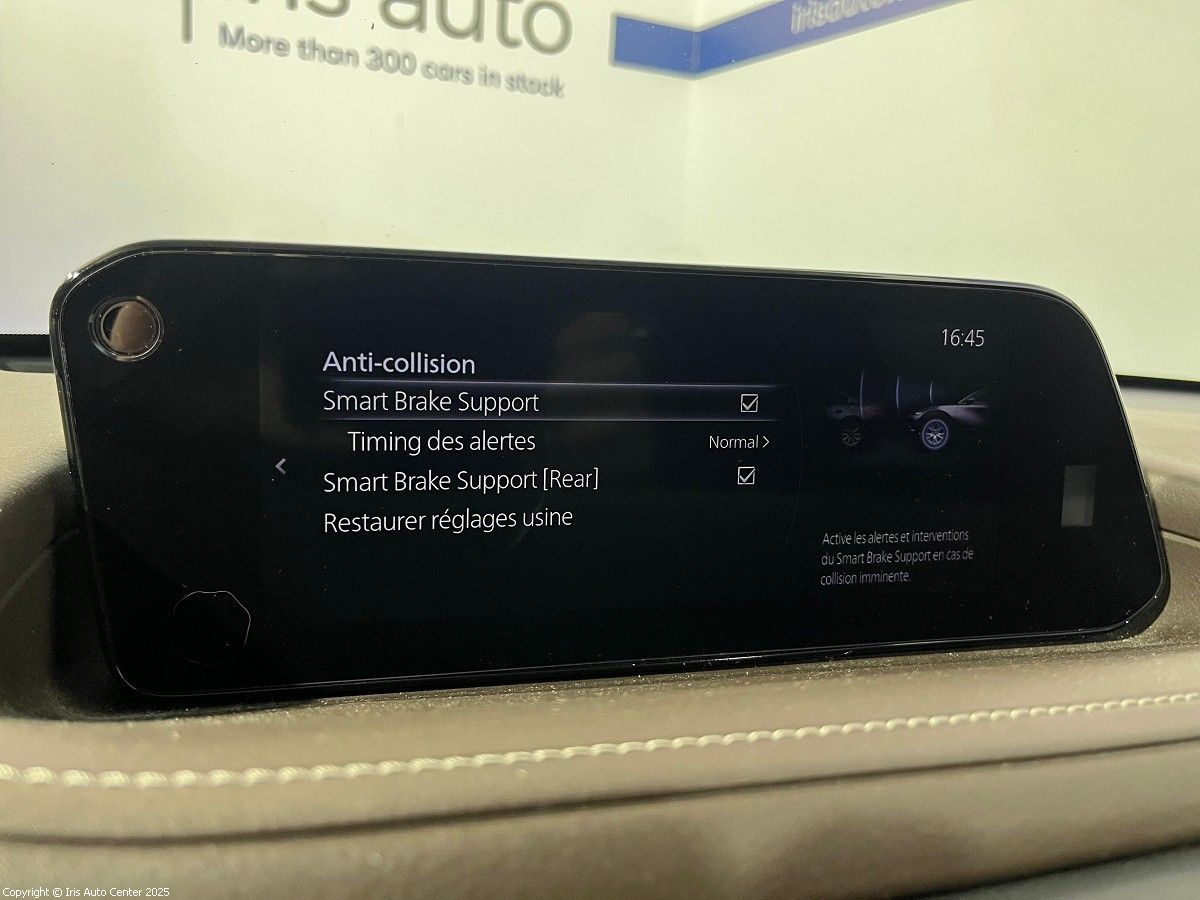 iris auto
More than 300 cars in stock
16:45
Anti-collision
Smart Brake Support
Timing des alertes
Normal
Smart Brake Support [Rear]
Restaurer réglages usine
Active les alertes et interventions
du Smart Brake Support en cas de
collision imminente.
Copyright © Iris Auto Center 2025